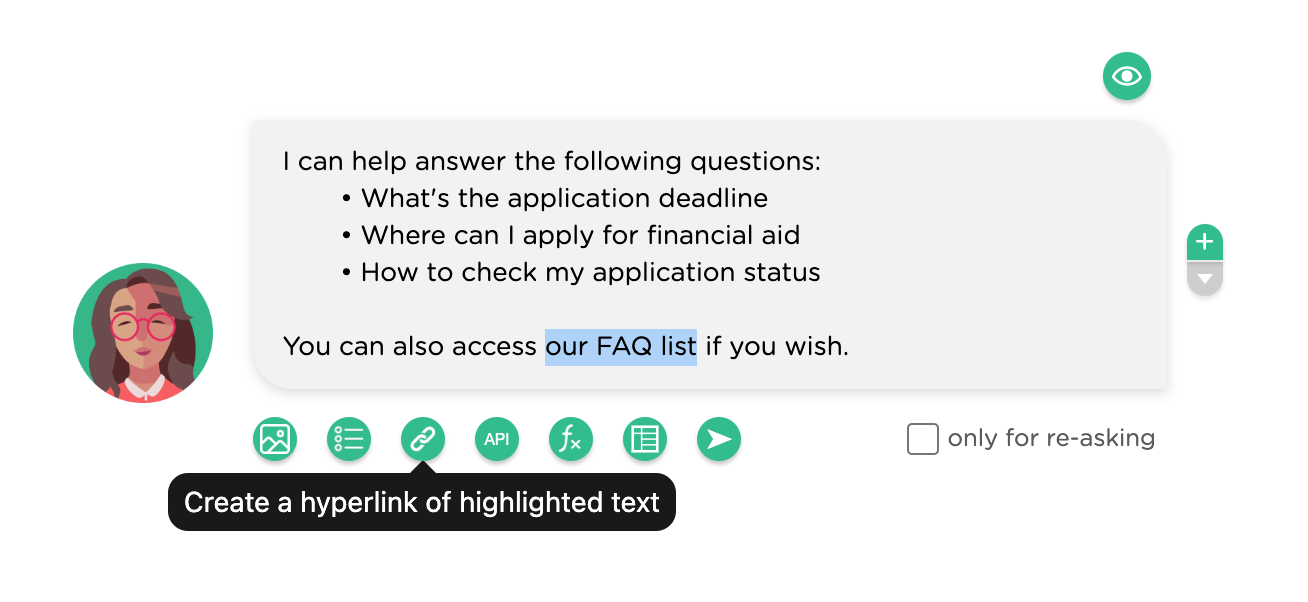 I can help answer the following questions:
• What's the application deadline
• Where can I apply for financial aid
• How to check my application status
You can also access our FAQ list if you wish.
API
fx
only for re-asking
Create a hyperlink of highlighted text